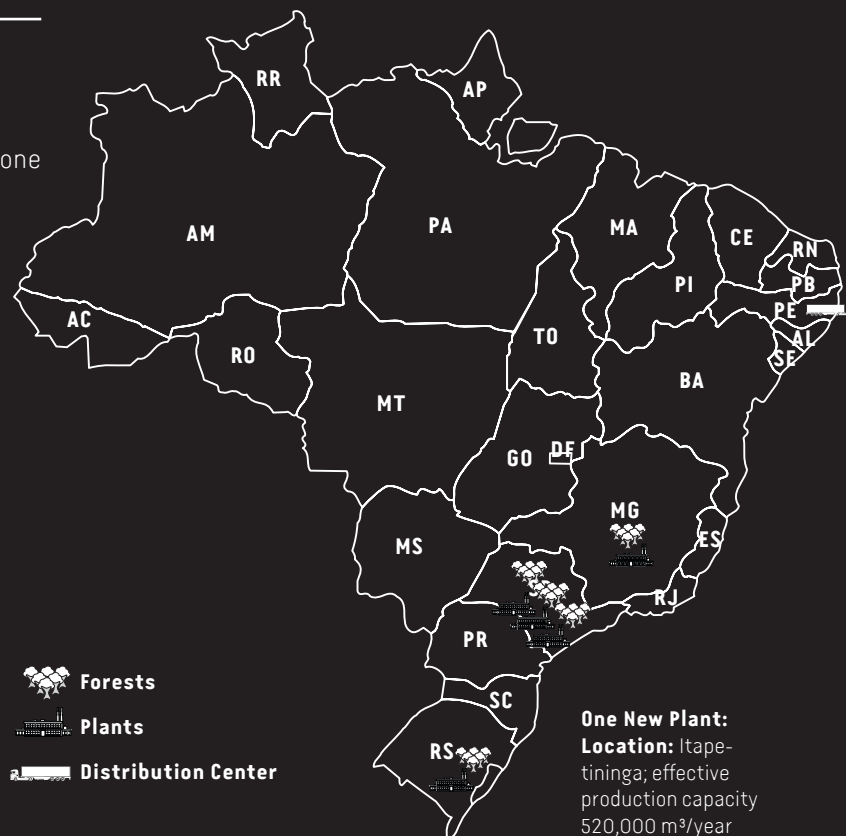 one
RR
AP
AM
PA
MA
CE
RN
PB
PI
PE
AL
SE
AC
TO
RO
BA
MT
GO
DF
MG
MS
ES
RJ
PR
SC
RS
Forests
Plants
Distribution Center
One New Plant:
Location: Itape-
tininga; effective
production capacity
520,000 m³/year